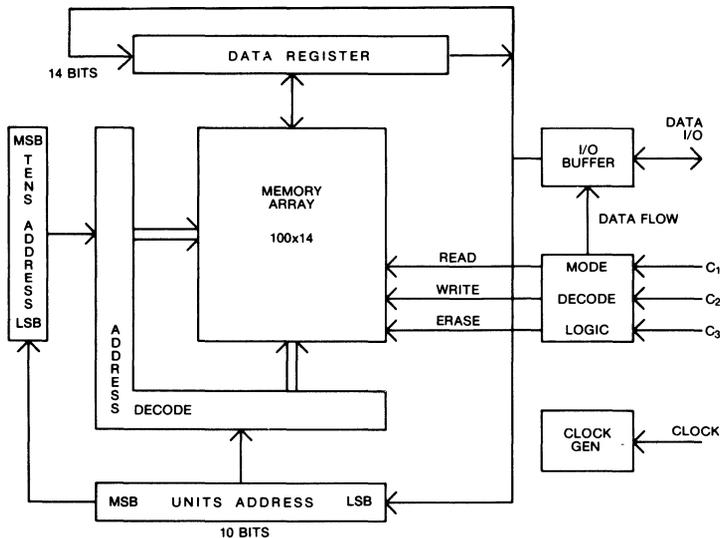 DATA REGISTER
14 BITS
MSB
TENS ADDRESS
LSB
MEMORY
ARRAY
100x14
ADDRESS
DECODE
MSB UNITS ADDRESS LSB
10 BITS
READ
WRITE
ERASE
DATA
I/O
I/O
BUFFER
DATA FLOW
MODE
DECODE
LOGIC
C1
C2
C3
CLOCK
GEN
CLOCK